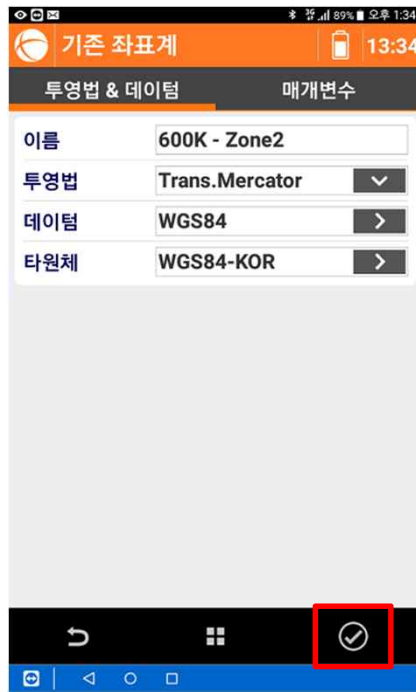 89% 오후 1:34
기존 좌표계 13:34
투영법 & 데이텀 매개변수
이름 600K - Zone2
투영법 Trans.Mercator
데이텀 WGS84
타원체 WGS84-KOR